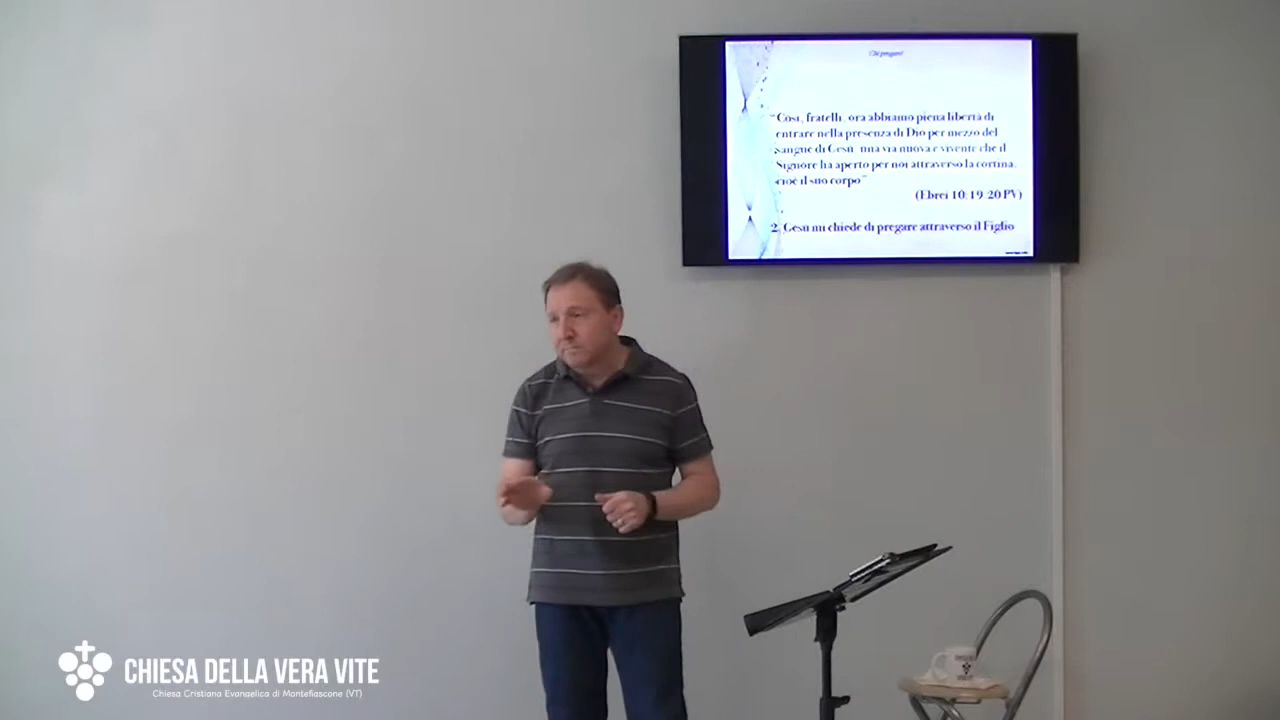 Chi pregare?
“Così, fratelli, ora abbiamo piena libertà di
entrare nella presenza di Dio per mezzo del
sangue di Gesù, una via nuova e vivente che il
Signore ha aperto per noi attraverso la cortina,
cioè il suo corpo”
(Ebrei 10:19-20 PV)
2. Gesù mi chiede di pregare attraverso il Figlio
CHIESA DELLA VERA VITE
Chiesa Cristiana Evangelica di Montefiascone (VT)